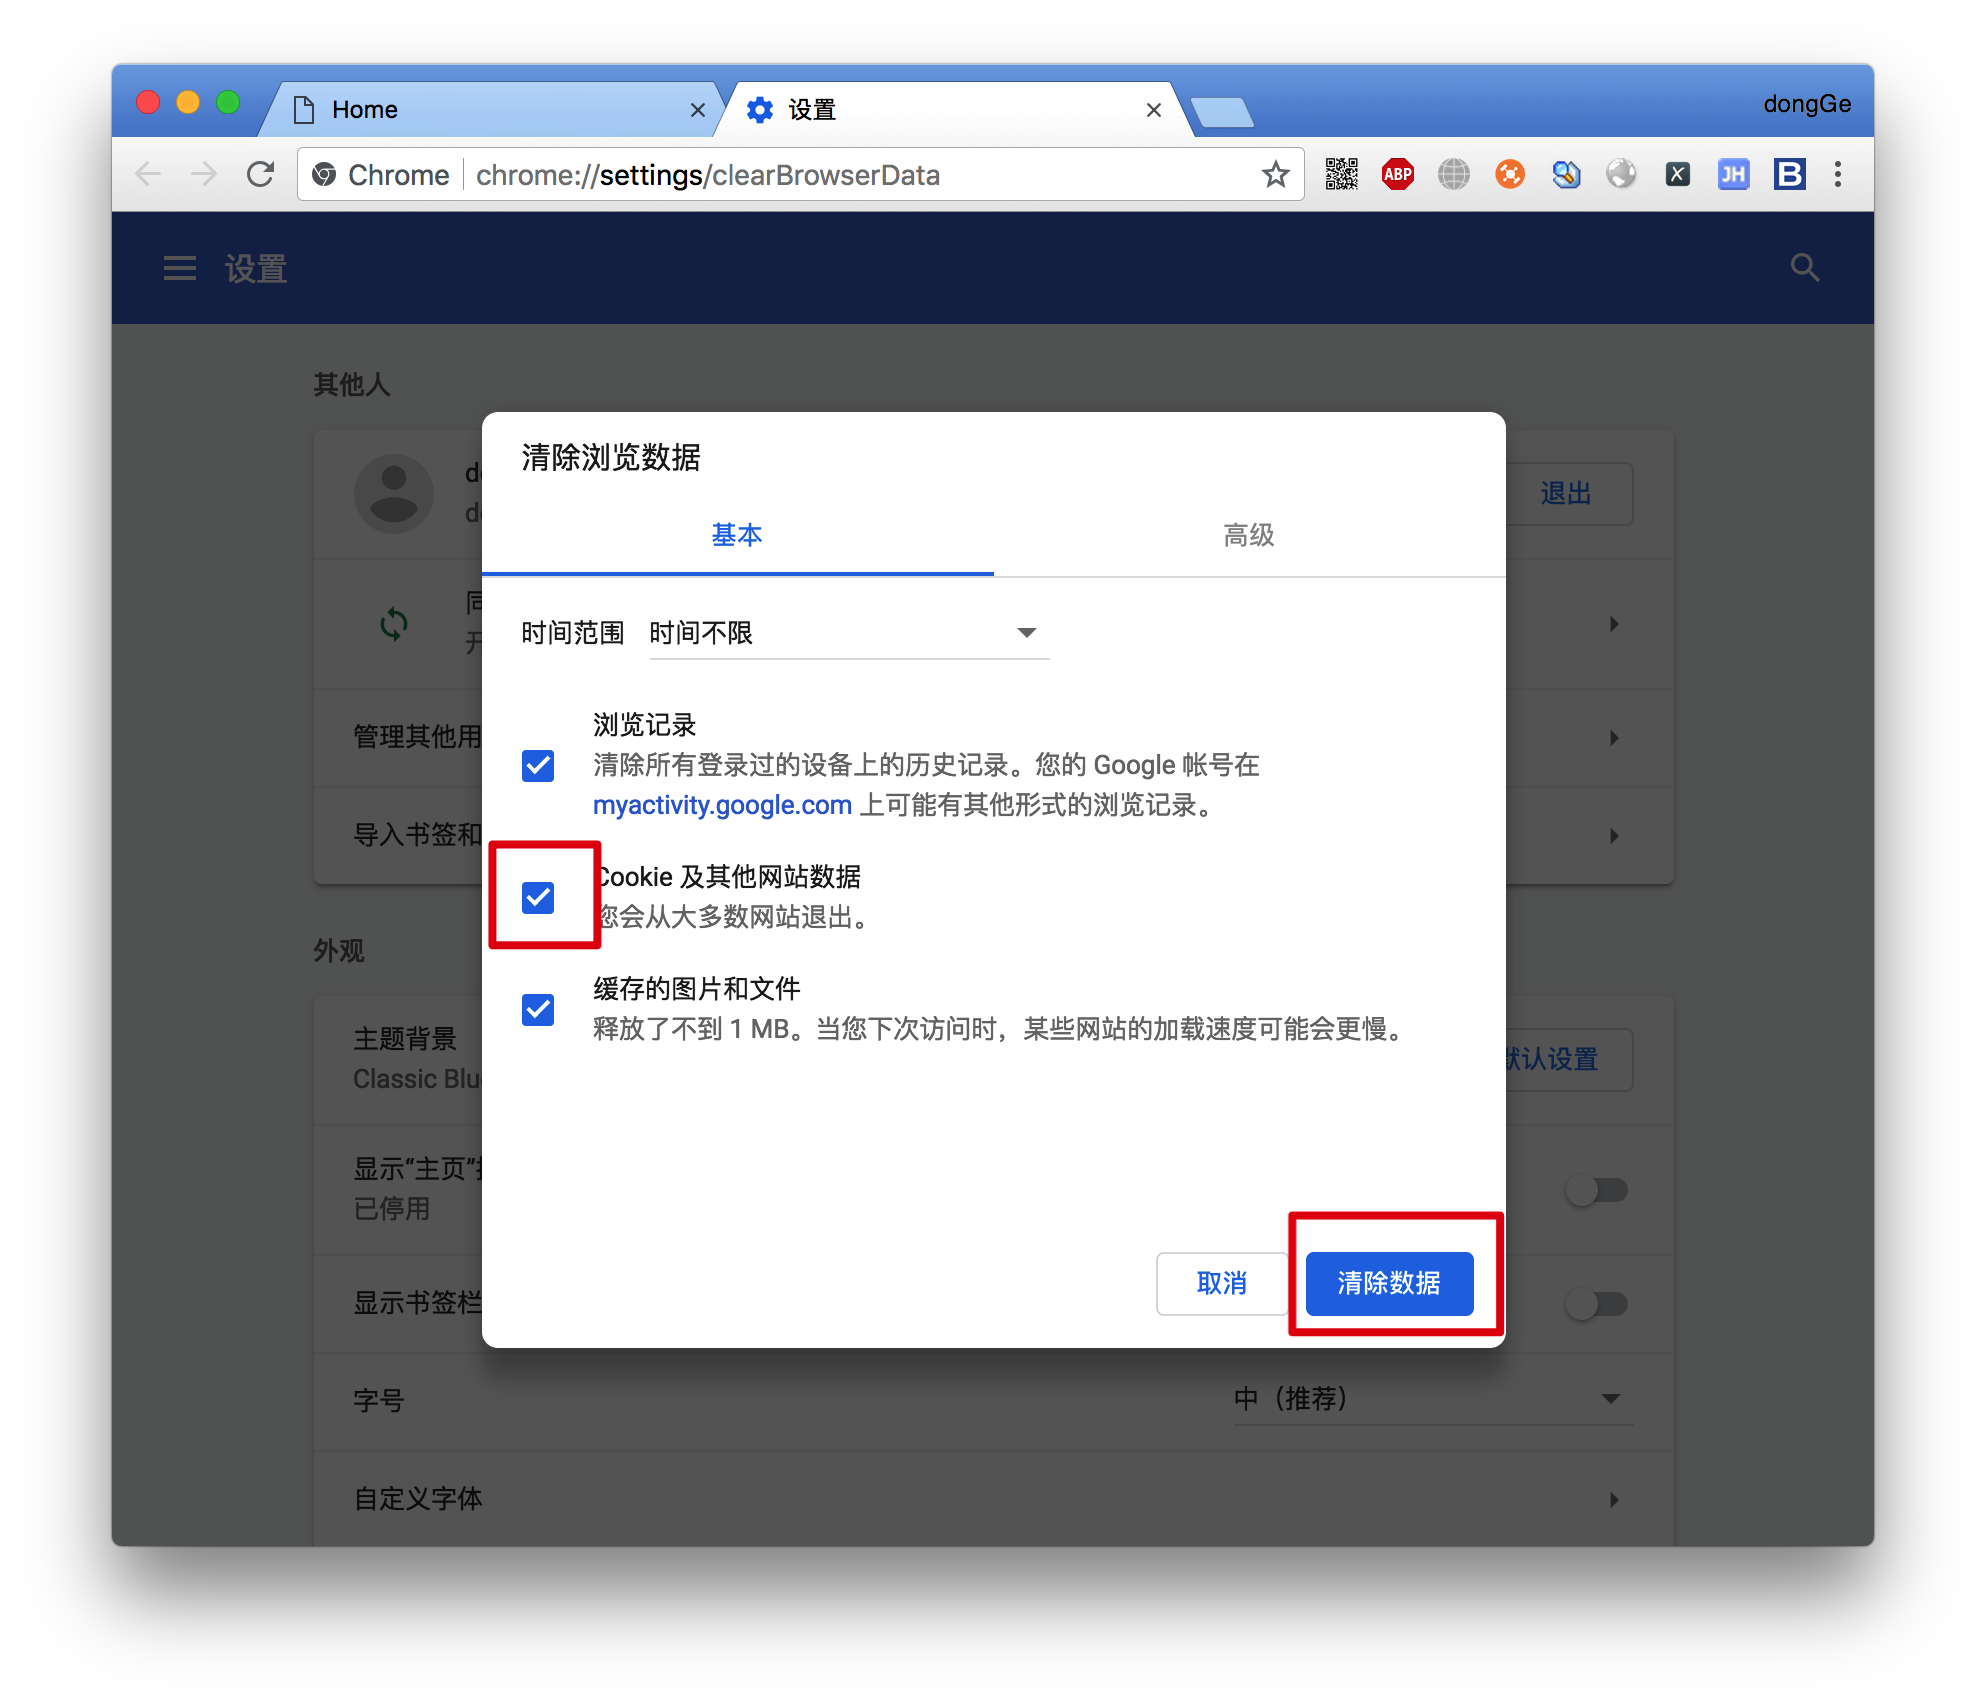 Home
设置
dongGe
Chrome
chrome://settings/clearBrowserData
ABP
X
JH
B
设置
其他人
退出
同
开
管理其他用
导入书签和
清除浏览数据
基本
高级
时间范围 时间不限
浏览记录
清除所有登录过的设备上的历史记录。您的 Google 帐号在
myactivity.google.com 上可能有其他形式的浏览记录。
Cookie 及其他网站数据
您会从大多数网站退出。
缓存的图片和文件
释放了不到 1 MB。当您下次访问时，某些网站的加载速度可能会更慢。
取消
清除数据
外观
主题背景
Classic Blu
默认设置
显示“主页”
已停用
显示书签栏
字号
中（推荐）
自定义字体